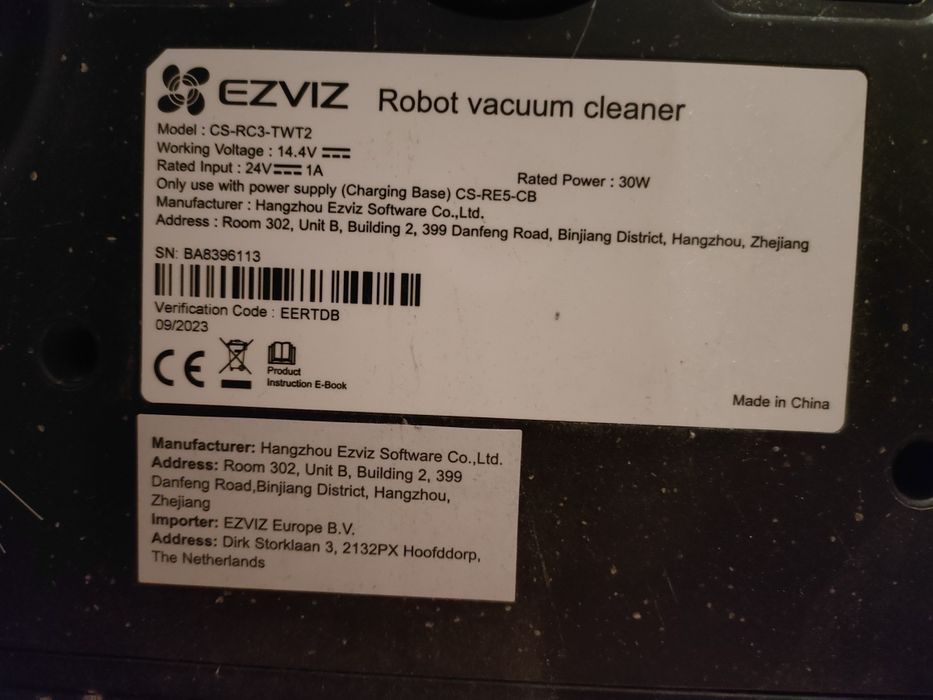 EZVIZ Robot vacuum cleaner
Model : CS-RC3-TWT2
Working Voltage : 14.4V
Rated Input : 24V 1A
Rated Power : 30W
Only use with power supply (Charging Base) CS-RE5-CB
Manufacturer : Hangzhou Ezviz Software Co.,Ltd.
Address : Room 302, Unit B, Building 2, 399 Danfeng Road, Binjiang District, Hangzhou, Zhejiang
SN: BA8396113
Verification Code : EERTDB
09/2023
CE
Product
Instruction E-Book
Made in China
Manufacturer: Hangzhou Ezviz Software Co.,Ltd.
Address: Room 302, Unit B, Building 2, 399
Danfeng Road,Binjiang District, Hangzhou,
Zhejiang
Importer: EZVIZ Europe B.V.
Address: Dirk Storklaan 3, 2132PX Hoofddorp,
The Netherlands